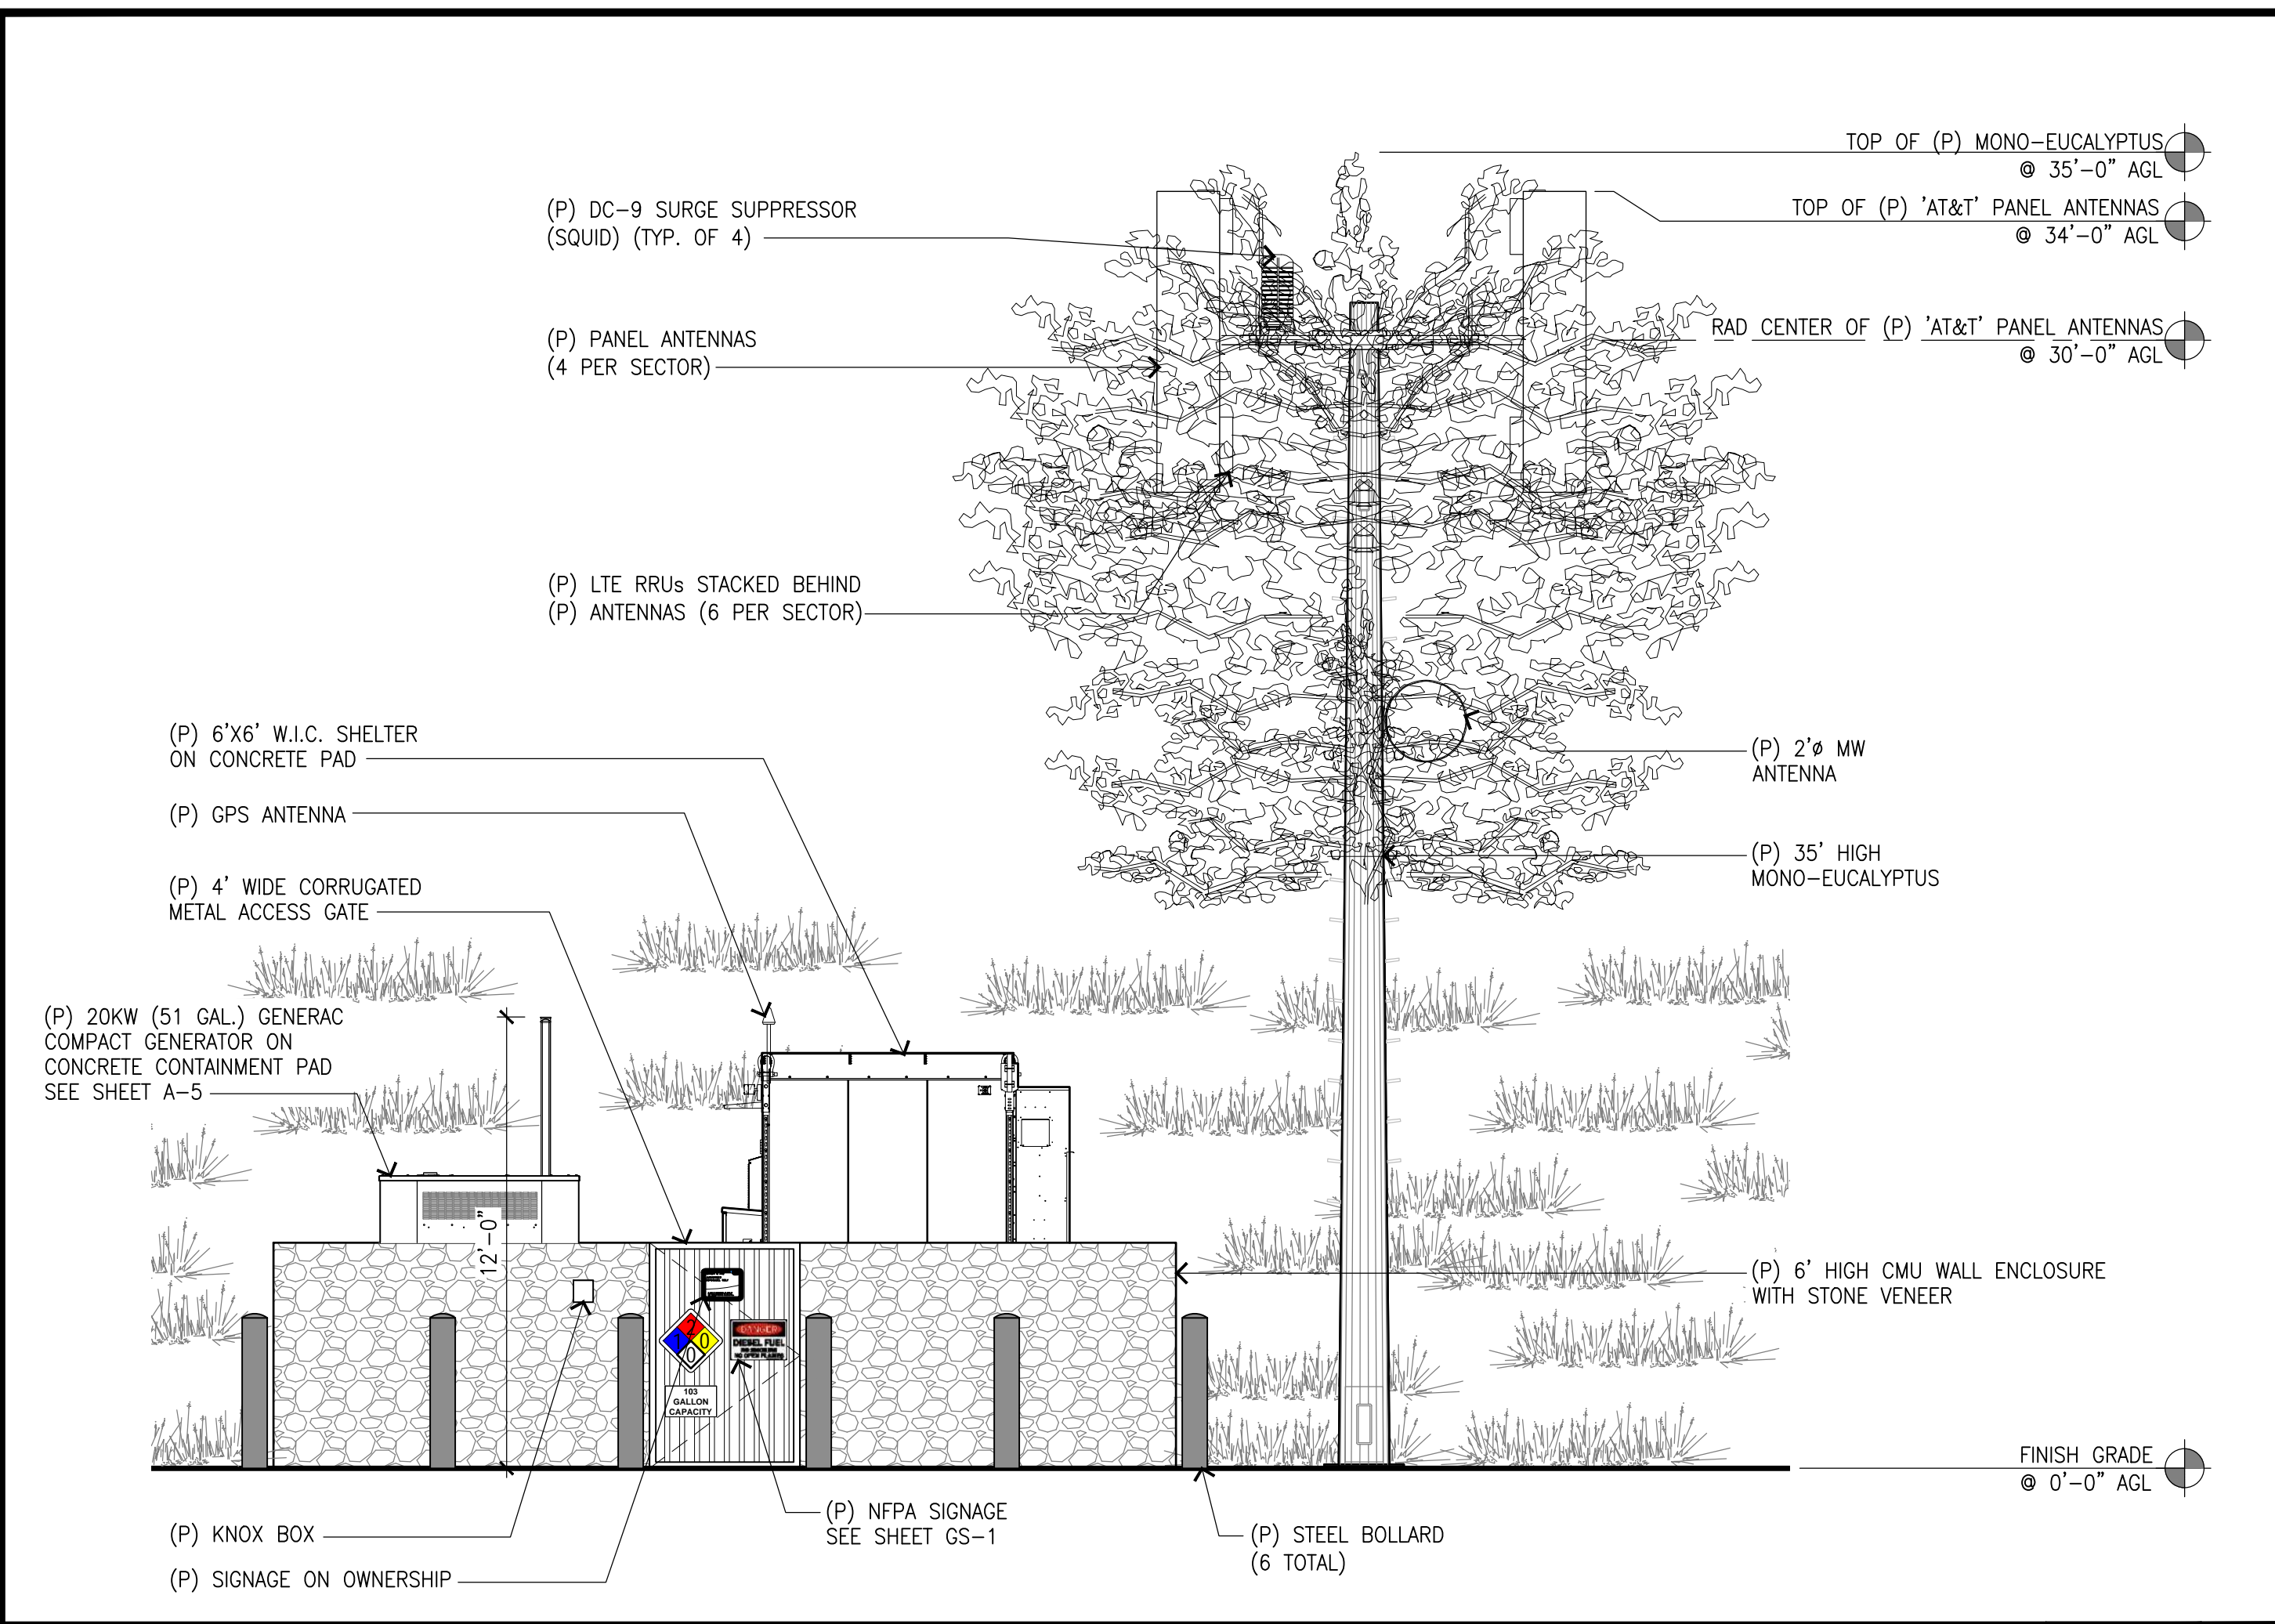 TOP OF (P) MONO-EUCALYPTUS
@ 35'-0" AGL
TOP OF (P) 'AT&T' PANEL ANTENNAS
@ 34'-0" AGL
RAD CENTER OF (P) 'AT&T' PANEL ANTENNAS
@ 30'-0" AGL
(P) DC-9 SURGE SUPPRESSOR
(SQUID) (TYP. OF 4)
(P) PANEL ANTENNAS
(4 PER SECTOR)
(P) LTE RRUs STACKED BEHIND
(P) ANTENNAS (6 PER SECTOR)
(P) 6'X6' W.I.C. SHELTER
ON CONCRETE PAD
(P) GPS ANTENNA
(P) 4' WIDE CORRUGATED
METAL ACCESS GATE
(P) 20KW (51 GAL.) GENERAC
COMPACT GENERATOR ON
CONCRETE CONTAINMENT PAD
SEE SHEET A-5
(P) 2'ø MW
ANTENNA
(P) 35' HIGH
MONO-EUCALYPTUS
12'-0"
(P) 6' HIGH CMU WALL ENCLOSURE
WITH STONE VENEER
2
1
0
0
DANGER
DIESEL FUEL
NO SMOKING
NO OPEN FLAMES
103
GALLON
CAPACITY
FINISH GRADE
@ 0'-0" AGL
(P) KNOX BOX
(P) SIGNAGE ON OWNERSHIP
(P) NFPA SIGNAGE
SEE SHEET GS-1
(P) STEEL BOLLARD
(6 TOTAL)